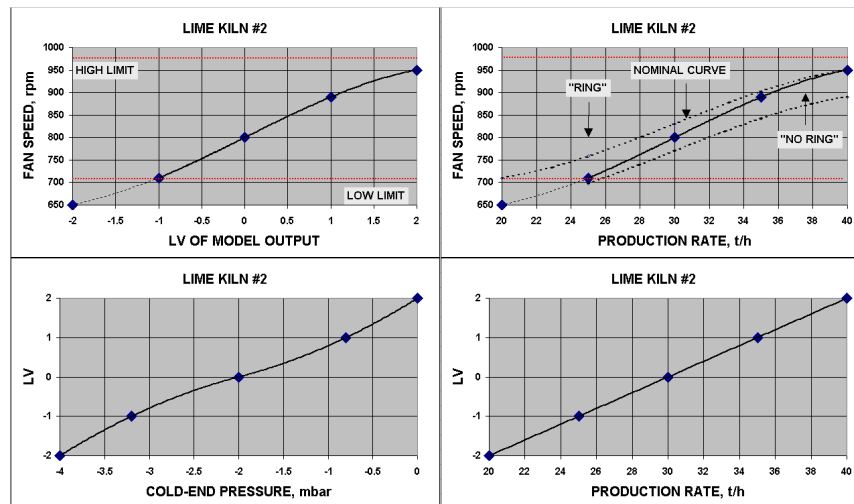 LIME KILN #2
FAN SPEED, rpm
1000
950
900
850
800
750
700
650
HIGH LIMIT
LOW LIMIT
-2 -1.5 -1 -0.5 0 0.5 1 1.5 2
LV OF MODEL OUTPUT
LIME KILN #2
FAN SPEED, rpm
1000
950
900
850
800
750
700
650
NOMINAL CURVE
"RING"
"NO RING"
20 22 24 26 28 30 32 34 36 38 40
PRODUCTION RATE, t/h
LIME KILN #2
LV
2
1
0
-1
-2
-4 -3.5 -3 -2.5 -2 -1.5 -1 -0.5 0
COLD-END PRESSURE, mbar
LIME KILN #2
LV
2
1
0
-1
-2
20 22 24 26 28 30 32 34 36 38 40
PRODUCTION RATE, t/h